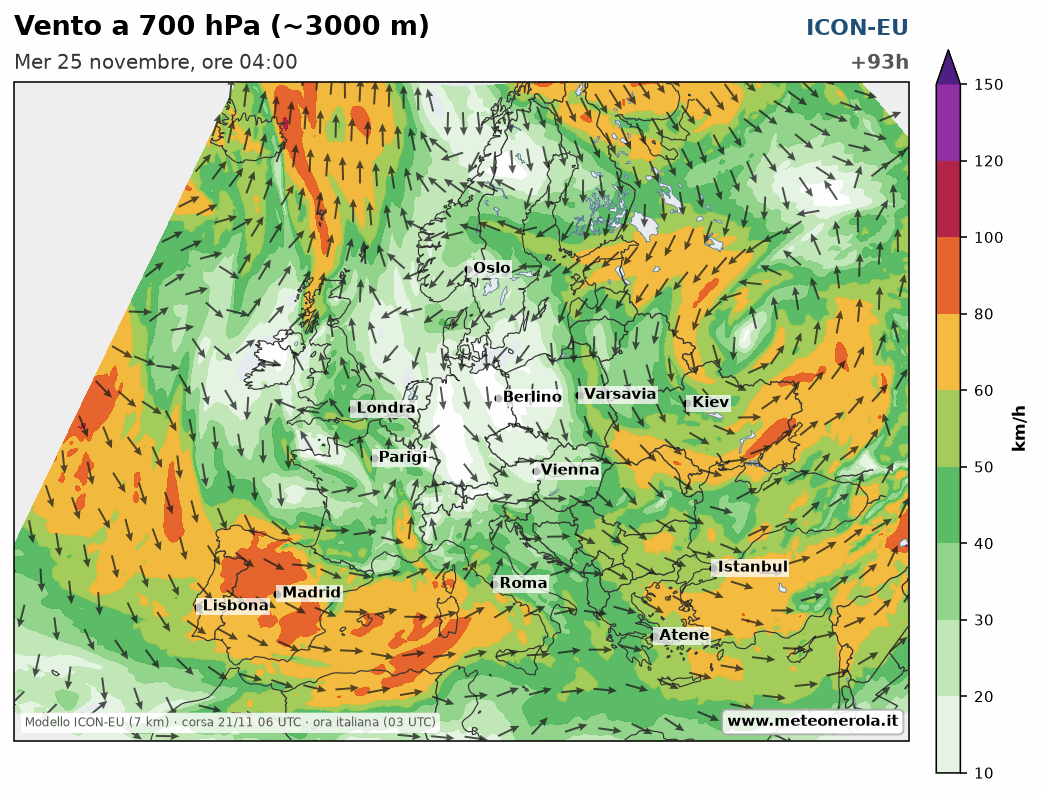 Vento a 700 hPa (~3000 m)
ICON-EU
Mer 25 novembre, ore 04:00
+93h
150
120
100
80
60
50
40
30
20
10
km/h
Oslo
Berlino
Varsavia
Kiev
Londra
Parigi
Vienna
Istanbul
Roma
Madrid
Lisbona
Atene
Modello ICON-EU (7 km) · corsa 21/11 06 UTC · ora italiana (03 UTC)
www.meteonerola.it